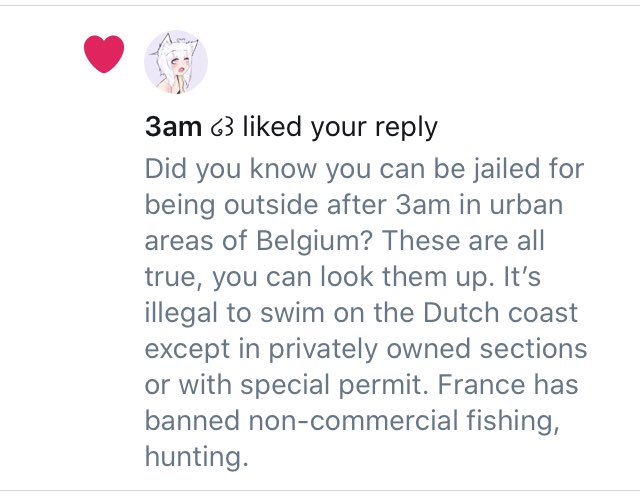 3am ໒꒱ liked your reply
Did you know you can be jailed for
being outside after 3am in urban
areas of Belgium? These are all
true, you can look them up. It’s
illegal to swim on the Dutch coast
except in privately owned sections
or with special permit. France has
banned non-commercial fishing,
hunting.